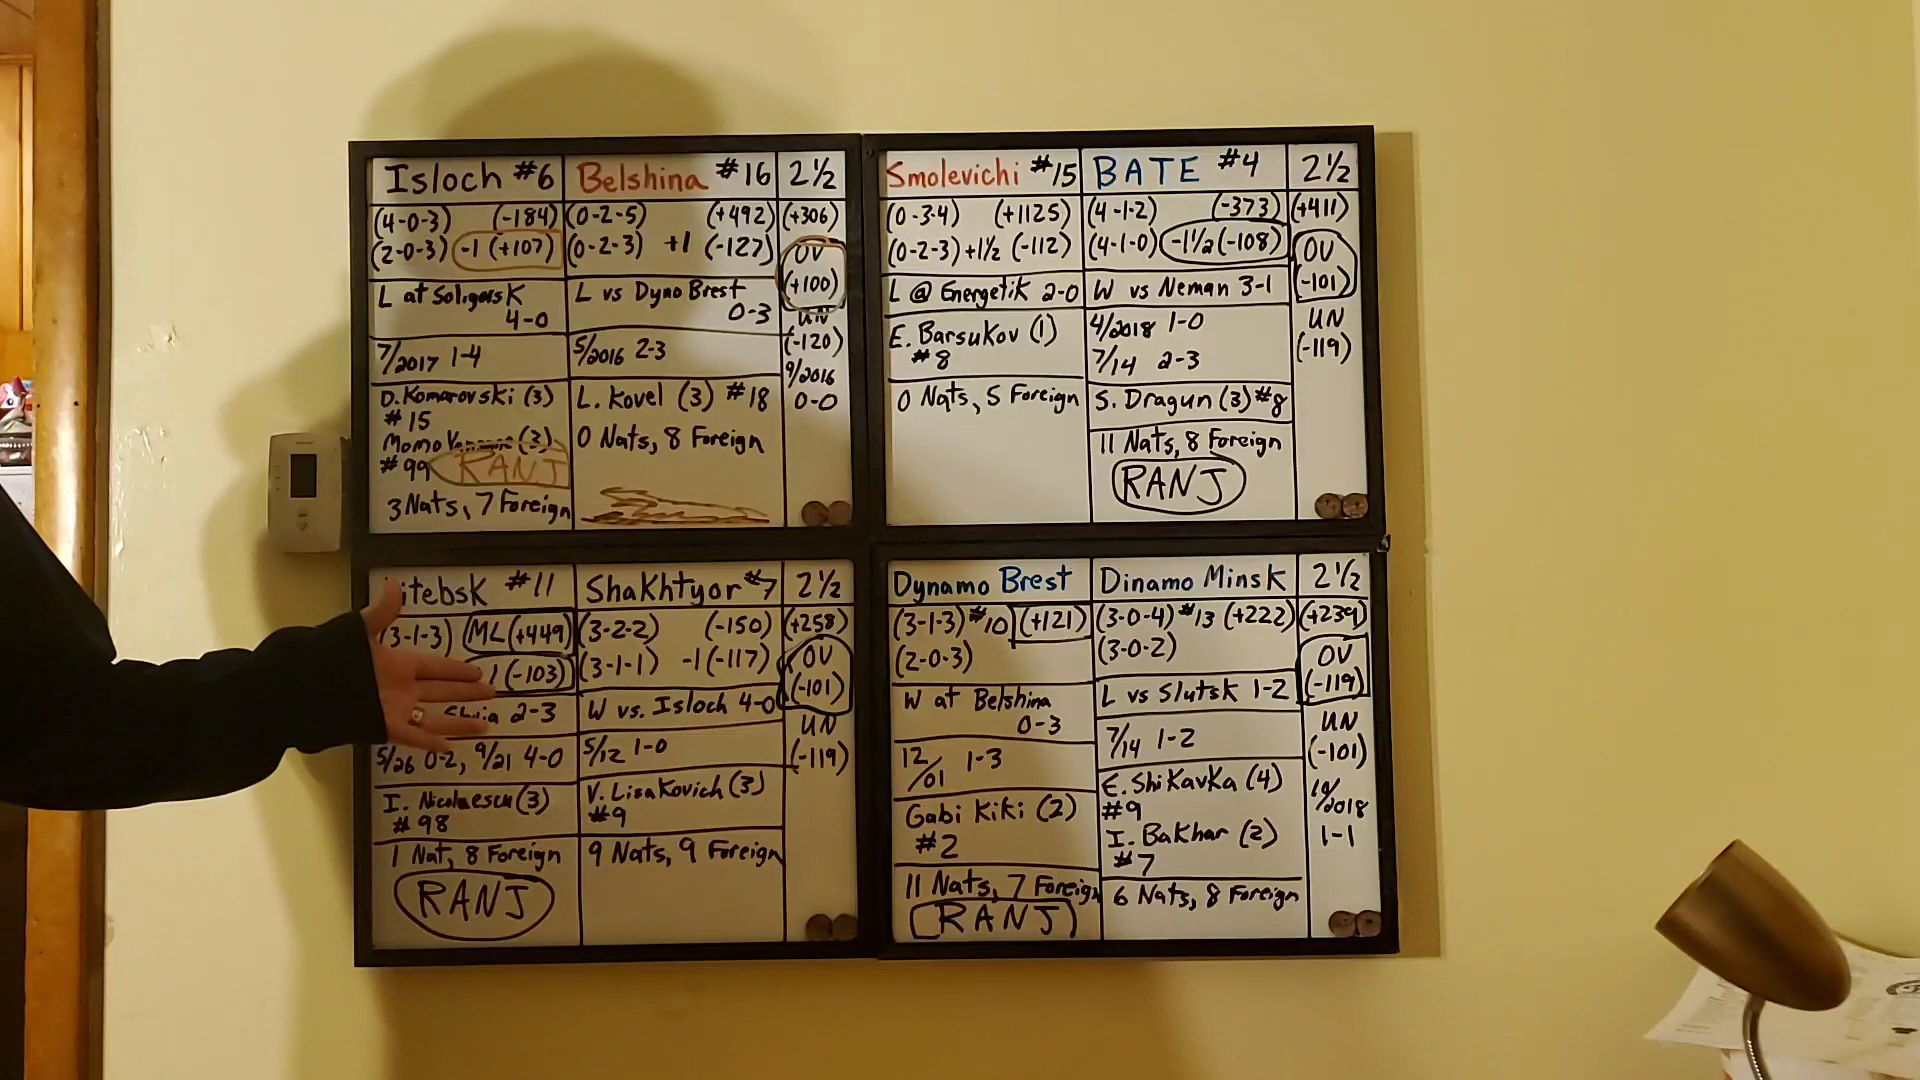 Isloch #6
(4-0-3) (-184)
(2-0-3) -1 (+107)
L at Soligorsk
4-0
7/2017 1-4
D. Komarovski (3)
#15
Momo (3)
#99 RANJ
3 Nats, 7 Foreign
Belshina #16
(0-2-5) (+492)
(0-2-3) +1 (-127)
L vs Dyno Brest
0-3
5/2016 2-3
L. Kovel (3) #18
0 Nats, 8 Foreign
2½
(+306)
OV
(+100)
UN
(-120)
9/2016
0-0
Smolevichi #15
(0-3-4) (+1125)
(0-2-3) +1½ (-112)
L @ Energetik 2-0
E. Barsukov (1)
#8
0 Nats, 5 Foreign
BATE #4
(4-1-2) (-373)
(4-1-0) -1½ (-108)
W vs Neman 3-1
4/2018 1-0
7/14 2-3
S. Dragun (3) #8
11 Nats, 8 Foreign
RANJ
2½
(+411)
OV
(-101)
UN
(-119)
itebsk #11
(3-1-3) ML (+449)
1 (-103)
2-3
5/26 0-2, 9/21 4-0
I. Nicolaescu (3)
#98
1 Nat, 8 Foreign
RANJ
Shakhtyor #7
(3-2-2) (-150)
(3-1-1) -1 (-117)
W vs. Isloch 4-0
5/12 1-0
V. Lisakovich (3)
#9
9 Nats, 9 Foreign
2½
(+258)
OV
(-101)
UN
(-119)
Dynamo Brest
(3-1-3) #10 (+121)
(2-0-3)
W at Belshina
0-3
12/01 1-3
Gabi Kiki (2)
#2
11 Nats, 7 Foreign
RANJ
Dinamo Minsk
(3-0-4) #13 (+222)
(3-0-2)
L vs Slutsk 1-2
7/14 1-2
E. Shikavka (4)
#9
I. Bakhar (2)
#7
6 Nats, 8 Foreign
2½
(+239)
OV
(-119)
UN
(-101)
/2018
1-1